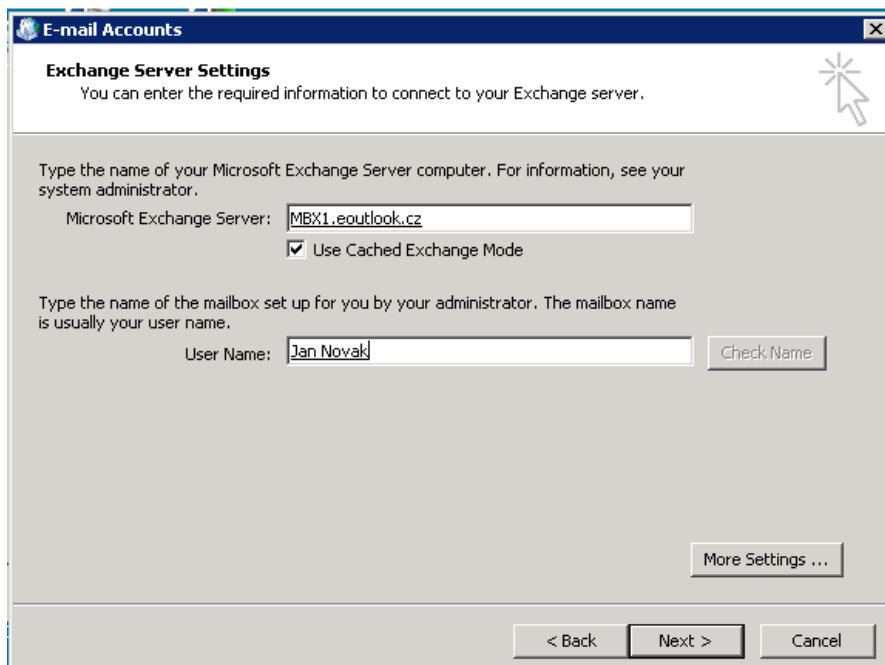 E-mail Accounts
Exchange Server Settings
You can enter the required information to connect to your Exchange server.
Type the name of your Microsoft Exchange Server computer. For information, see your
system administrator.
Microsoft Exchange Server: MBX1.eoutlook.cz
Use Cached Exchange Mode
Type the name of the mailbox set up for you by your administrator. The mailbox name
is usually your user name.
User Name: Jan Novak Check Name
More Settings ...
< Back Next > Cancel